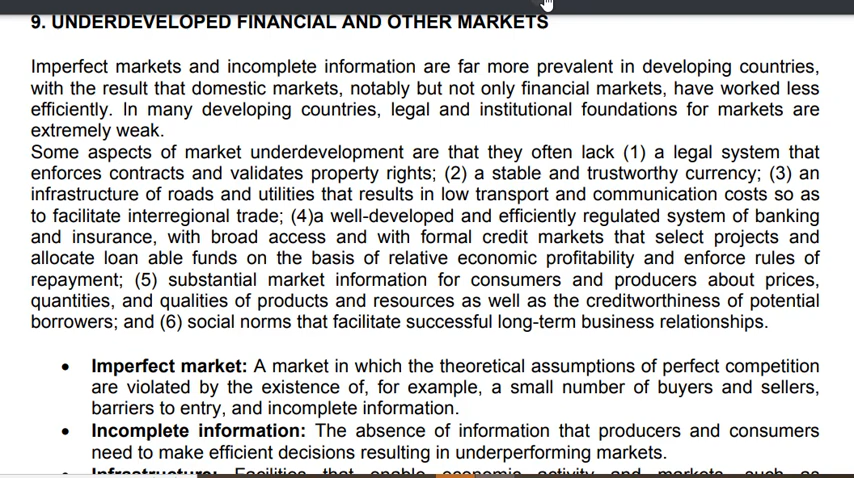 9. UNDERDEVELOPED FINANCIAL AND OTHER MARKETS
Imperfect markets and incomplete information are far more prevalent in developing countries,
with the result that domestic markets, notably but not only financial markets, have worked less
efficiently. In many developing countries, legal and institutional foundations for markets are
extremely weak.
Some aspects of market underdevelopment are that they often lack (1) a legal system that
enforces contracts and validates property rights; (2) a stable and trustworthy currency; (3) an
infrastructure of roads and utilities that results in low transport and communication costs so as
to facilitate interregional trade; (4)a well-developed and efficiently regulated system of banking
and insurance, with broad access and with formal credit markets that select projects and
allocate loan able funds on the basis of relative economic profitability and enforce rules of
repayment; (5) substantial market information for consumers and producers about prices,
quantities, and qualities of products and resources as well as the creditworthiness of potential
borrowers; and (6) social norms that facilitate successful long-term business relationships.
• Imperfect market: A market in which the theoretical assumptions of perfect competition
are violated by the existence of, for example, a small number of buyers and sellers,
barriers to entry, and incomplete information.
• Incomplete information: The absence of information that producers and consumers
need to make efficient decisions resulting in underperforming markets.
• Infrastructure: Facilities that enable economic activity and markets, such as